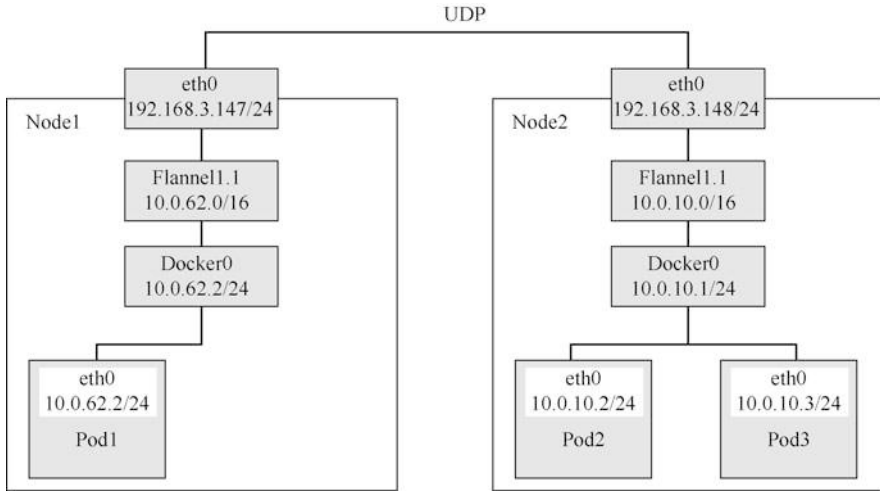 UDP
eth0
192.168.3.147/24
Node1
Flannel1.1
10.0.62.0/16
Docker0
10.0.62.2/24
eth0
10.0.62.2/24
Pod1
eth0
192.168.3.148/24
Node2
Flannel1.1
10.0.10.0/16
Docker0
10.0.10.1/24
eth0
10.0.10.2/24
Pod2
eth0
10.0.10.3/24
Pod3